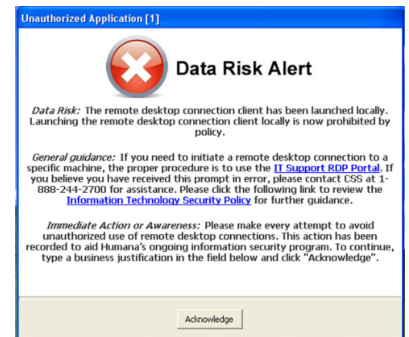 Unauthorized Application [1]
Data Risk Alert
Data Risk: The remote desktop connection client has been launched locally.
Launching the remote desktop connection client locally is now prohibited by
policy.
General guidance: If you need to initiate a remote desktop connection to a
specific machine, the proper procedure is to use the IT Support RDP Portal. If
you believe you have received this prompt in error, please contact CSS at 1-
888-244-2700 for assistance. Please click the following link to review the
Information Technology Security Policy for further guidance.
Immediate Action or Awareness: Please make every attempt to avoid
unauthorized use of remote desktop connections. This action has been
recorded to aid Humana's ongoing information security program. To continue,
type a business justification in the field below and click "Acknowledge".
Acknowledge